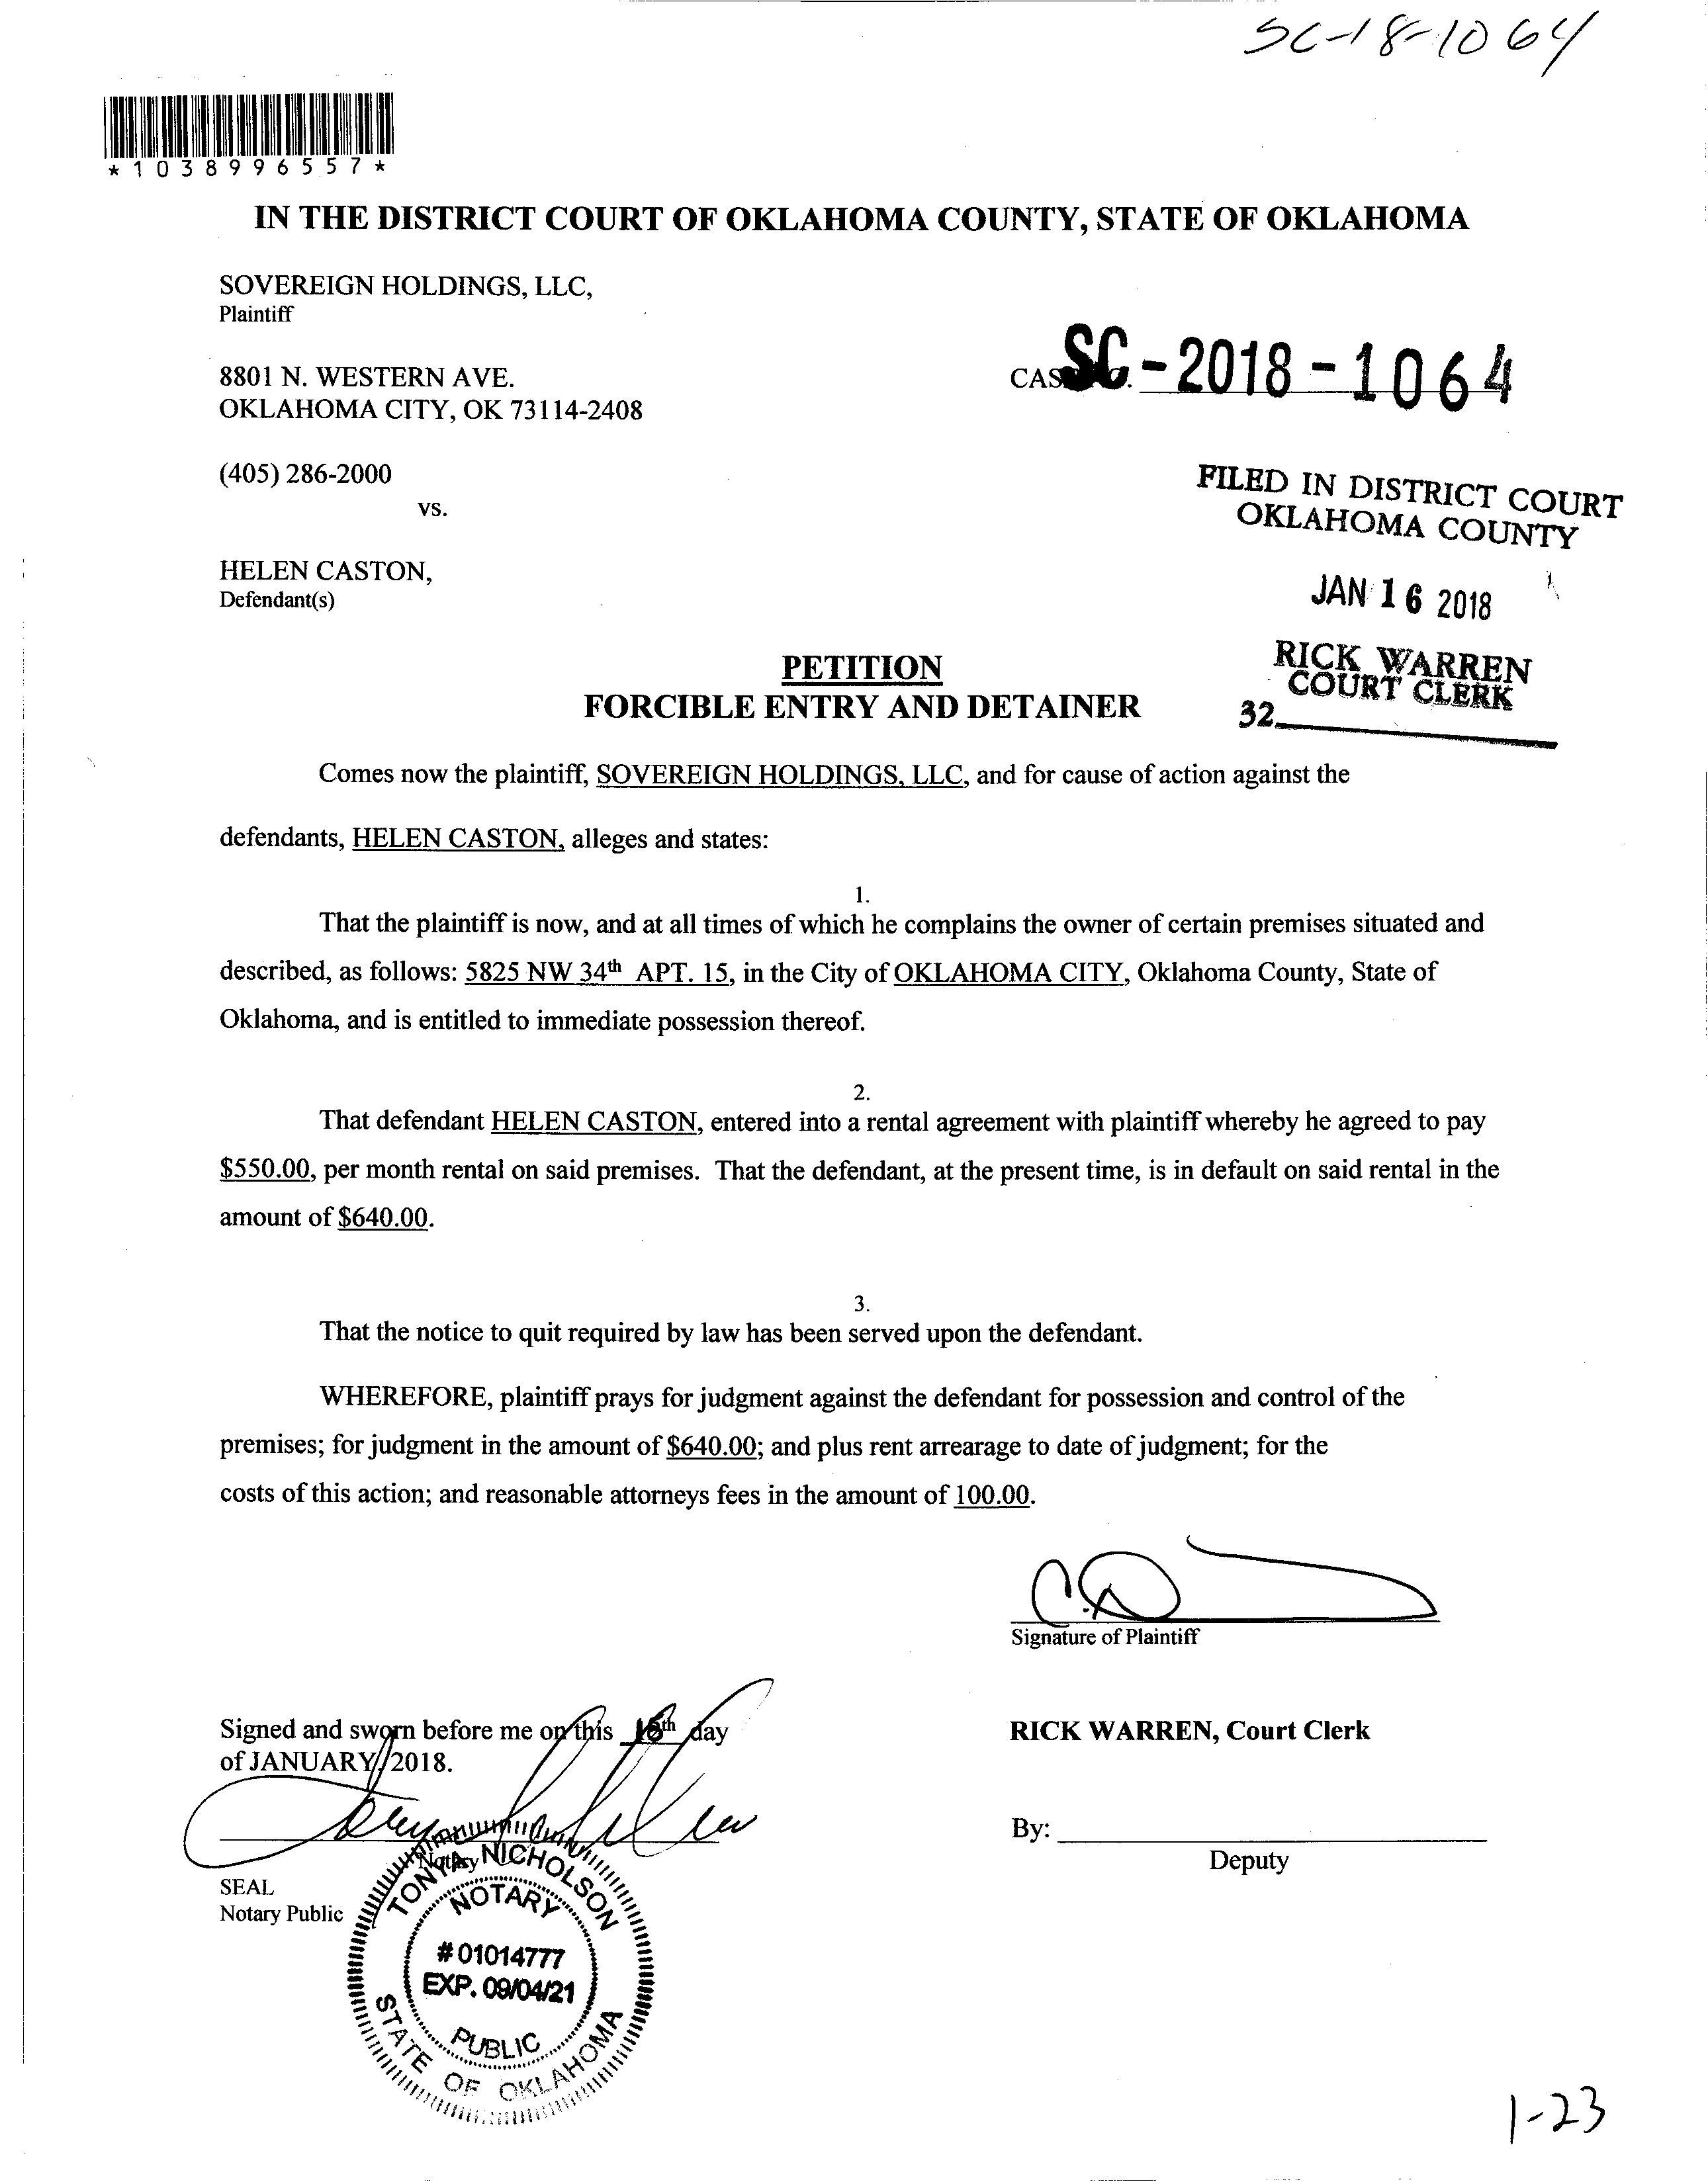 SC-18-1064
*1038996557*
IN THE DISTRICT COURT OF OKLAHOMA COUNTY, STATE OF OKLAHOMA
SOVEREIGN HOLDINGS, LLC,
Plaintiff
8801 N. WESTERN AVE.
OKLAHOMA CITY, OK 73114-2408
CAS SC-2018-1064
(405) 286-2000
vs.
FILED IN DISTRICT COURT
OKLAHOMA COUNTY
HELEN CASTON,
Defendant(s)
JAN 16 2018
RICK WARREN
COURT CLERK
32
PETITION
FORCIBLE ENTRY AND DETAINER
Comes now the plaintiff, SOVEREIGN HOLDINGS, LLC, and for cause of action against the
defendants, HELEN CASTON, alleges and states:
1.
That the plaintiff is now, and at all times of which he complains the owner of certain premises situated and
described, as follows: 5825 NW 34th APT. 15, in the City of OKLAHOMA CITY, Oklahoma County, State of
Oklahoma, and is entitled to immediate possession thereof.
2.
That defendant HELEN CASTON, entered into a rental agreement with plaintiff whereby he agreed to pay
$550.00, per month rental on said premises. That the defendant, at the present time, is in default on said rental in the
amount of $640.00.
3.
That the notice to quit required by law has been served upon the defendant.
WHEREFORE, plaintiff prays for judgment against the defendant for possession and control of the
premises; for judgment in the amount of $640.00; and plus rent arrearage to date of judgment; for the
costs of this action; and reasonable attorneys fees in the amount of 100.00.
Signature of Plaintiff
Signed and sworn before me on this 16th day
of JANUARY, 2018.
RICK WARREN, Court Clerk
By:
Deputy
Notary
SEAL
Notary Public
TONYA NICHOLSON
NOTARY
#01014777
EXP. 09/04/21
PUBLIC
STATE OF OKLAHOMA
1-23